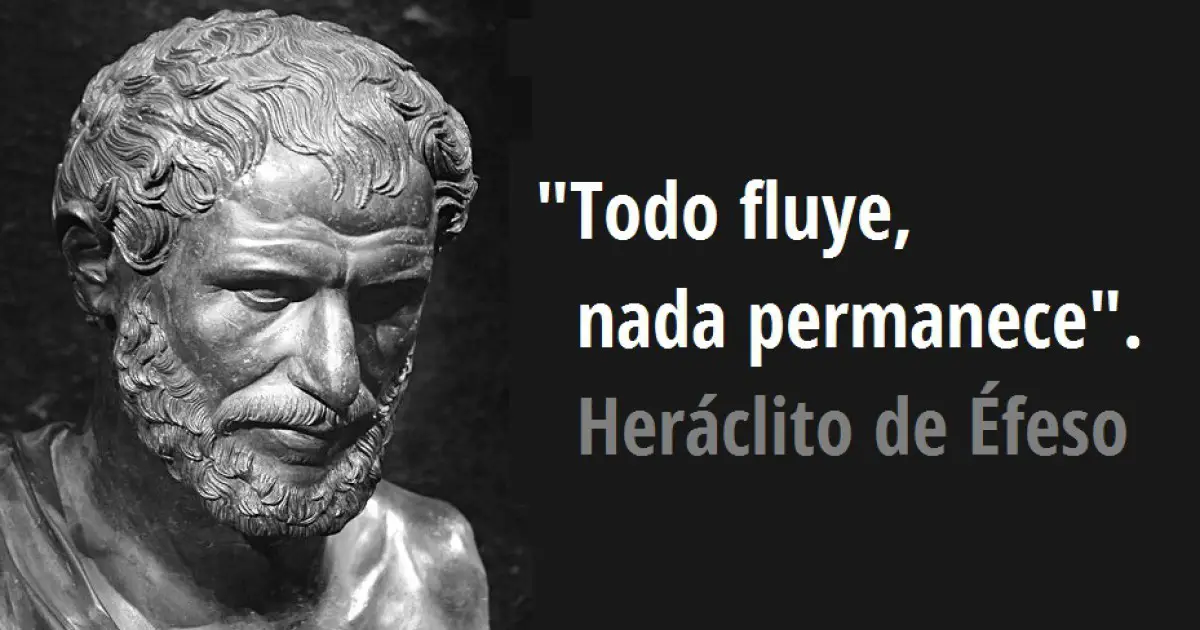 "Todo fluye,
nada permanece".
Heráclito de Éfeso